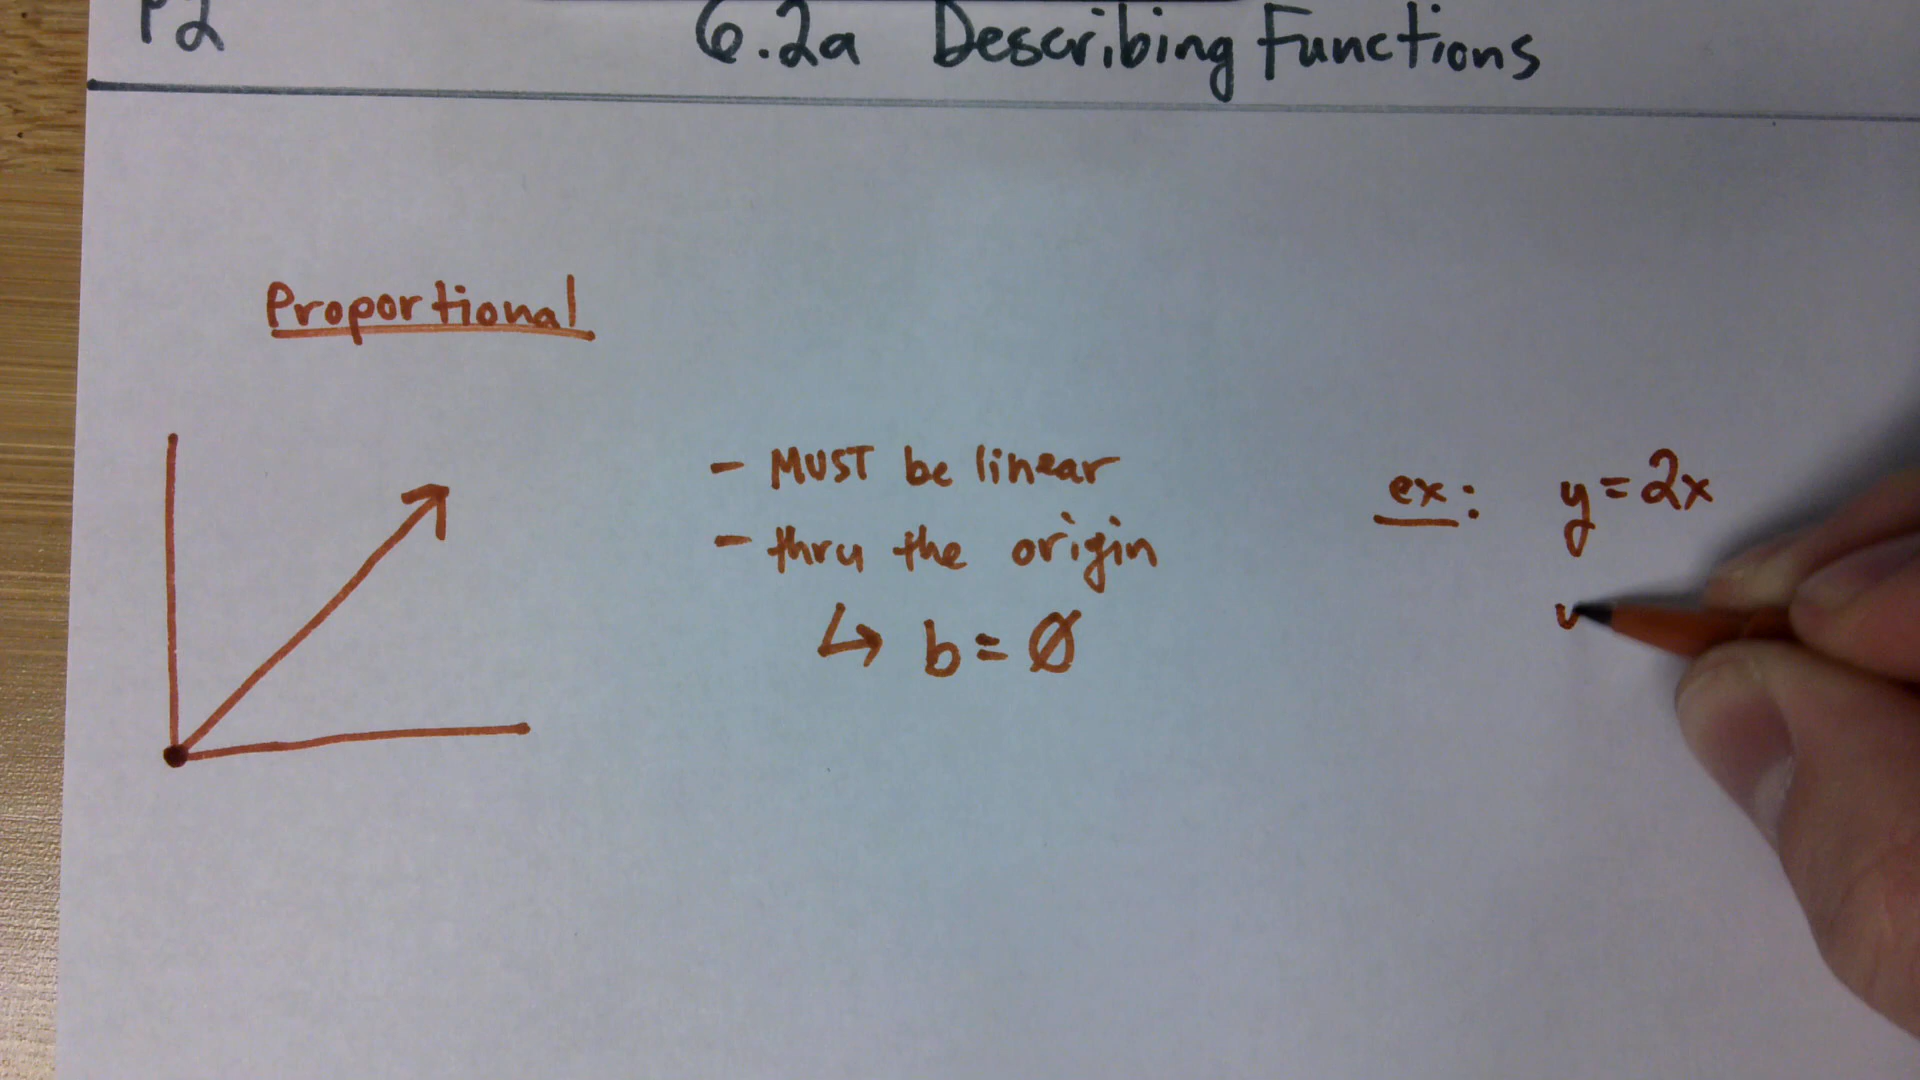 P2 6.2a Describing Functions
Proportional
- MUST be linear
- thru the origin
↳ b = Ø
ex: y = 2x